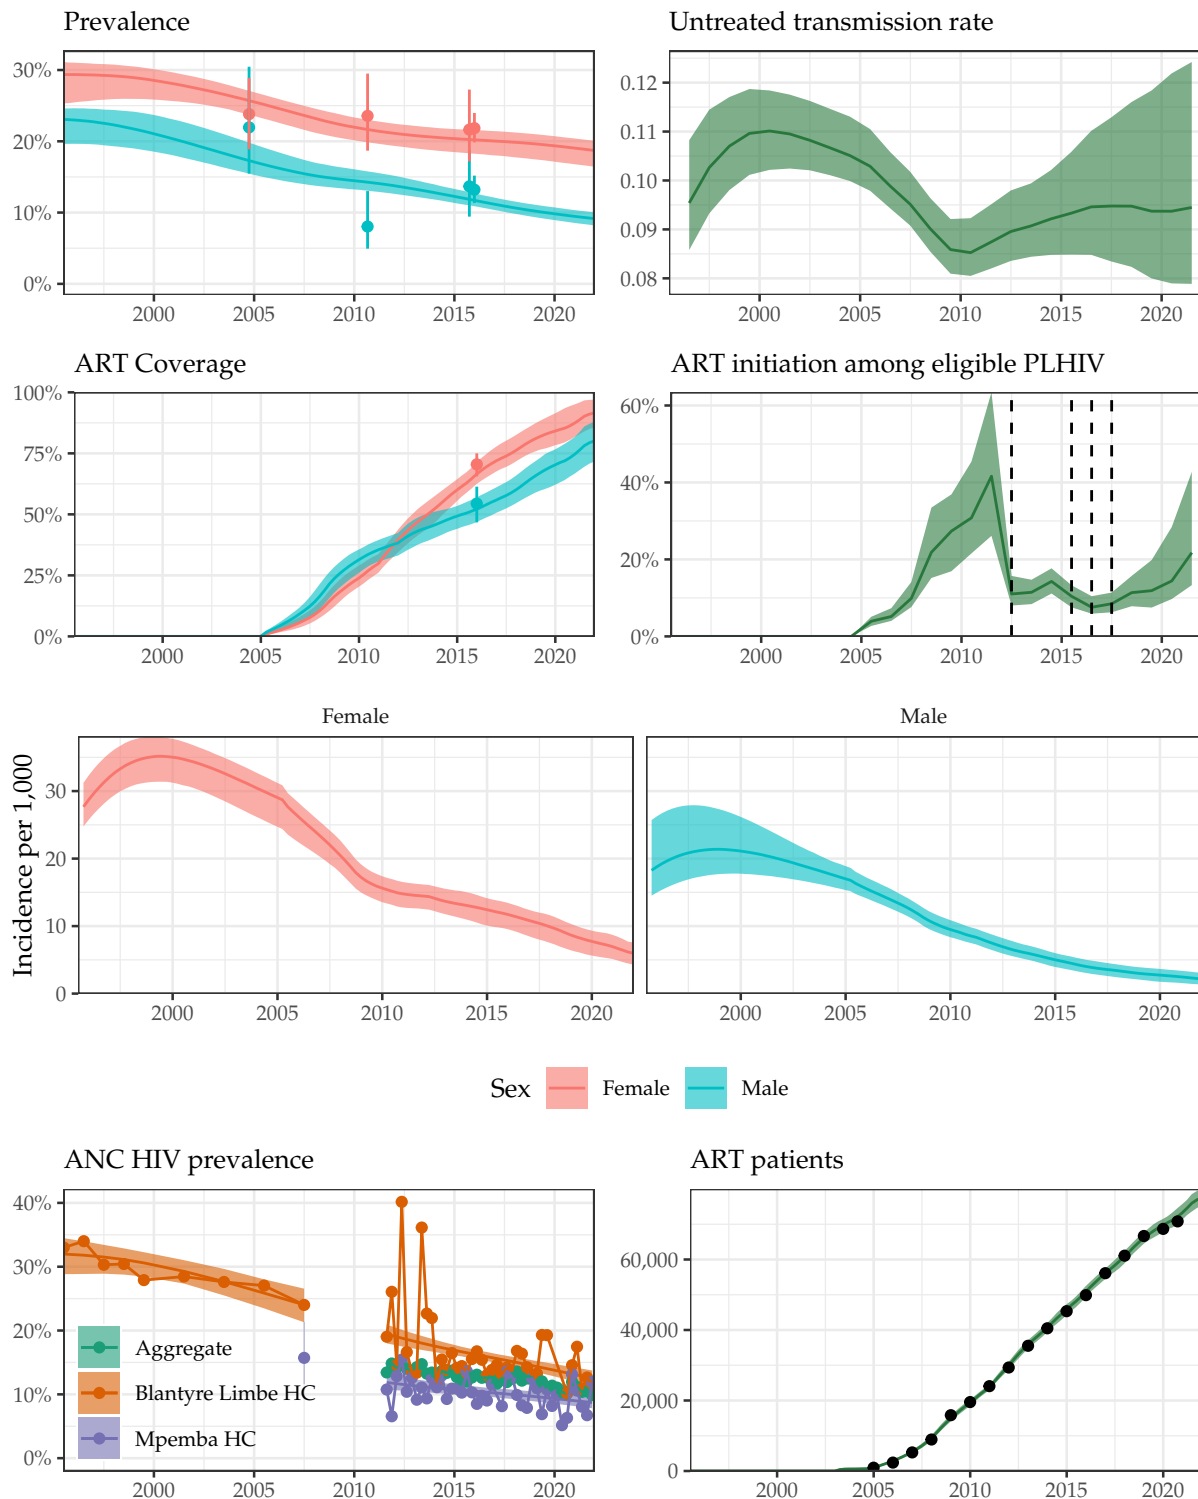 Prevalence
Untreated transmission rate
30%
20%
10%
0%
2000 2005 2010 2015 2020
0.12
0.11
0.10
0.09
0.08
2000 2005 2010 2015 2020
ART Coverage
ART initiation among eligible PLHIV
100%
75%
50%
25%
0%
2000 2005 2010 2015 2020
60%
40%
20%
0%
2000 2005 2010 2015 2020
Female
Male
Incidence per 1,000
30
20
10
0
2000 2005 2010 2015 2020
2000 2005 2010 2015 2020
Sex Female Male
ANC HIV prevalence
ART patients
40%
30%
20%
10%
0%
Aggregate
Blantyre Limbe HC
Mpemba HC
2000 2005 2010 2015 2020
60,000
40,000
20,000
0
2000 2005 2010 2015 2020